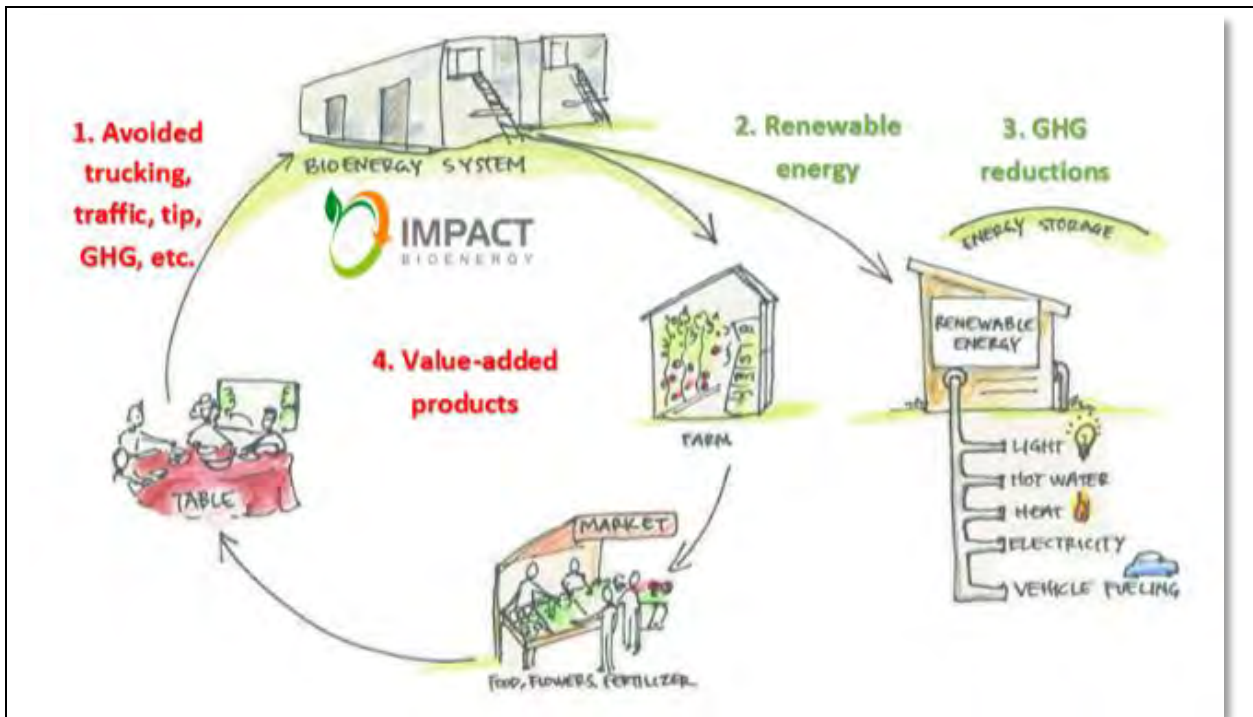 1. Avoided
trucking,
traffic, tip,
GHG, etc.
BIOENERGY SYSTEM
IMPACT
BIOENERGY
2. Renewable
energy
3. GHG
reductions
ENERGY STORAGE
RENEWABLE
ENERGY
4. Value-added
products
FARM
LIGHT
HOT WATER
HEAT
ELECTRICITY
VEHICLE FUELING
TABLE
MARKET
FOOD, FLOWERS, FERTILIZER